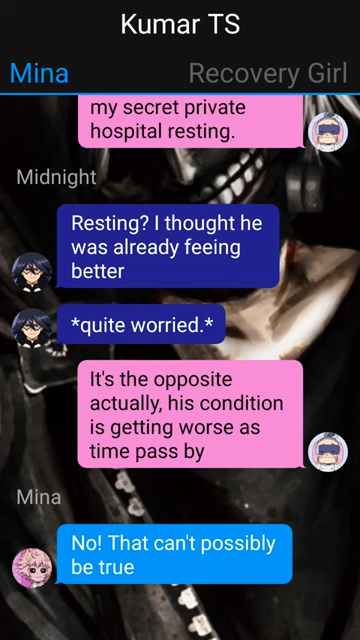 Kumar TS
Mina Recovery Girl
my secret private
hospital resting.
Midnight
Resting? I thought he
was already feeing
better
*quite worried.*
It's the opposite
actually, his condition
is getting worse as
time pass by
Mina
No! That can't possibly
be true